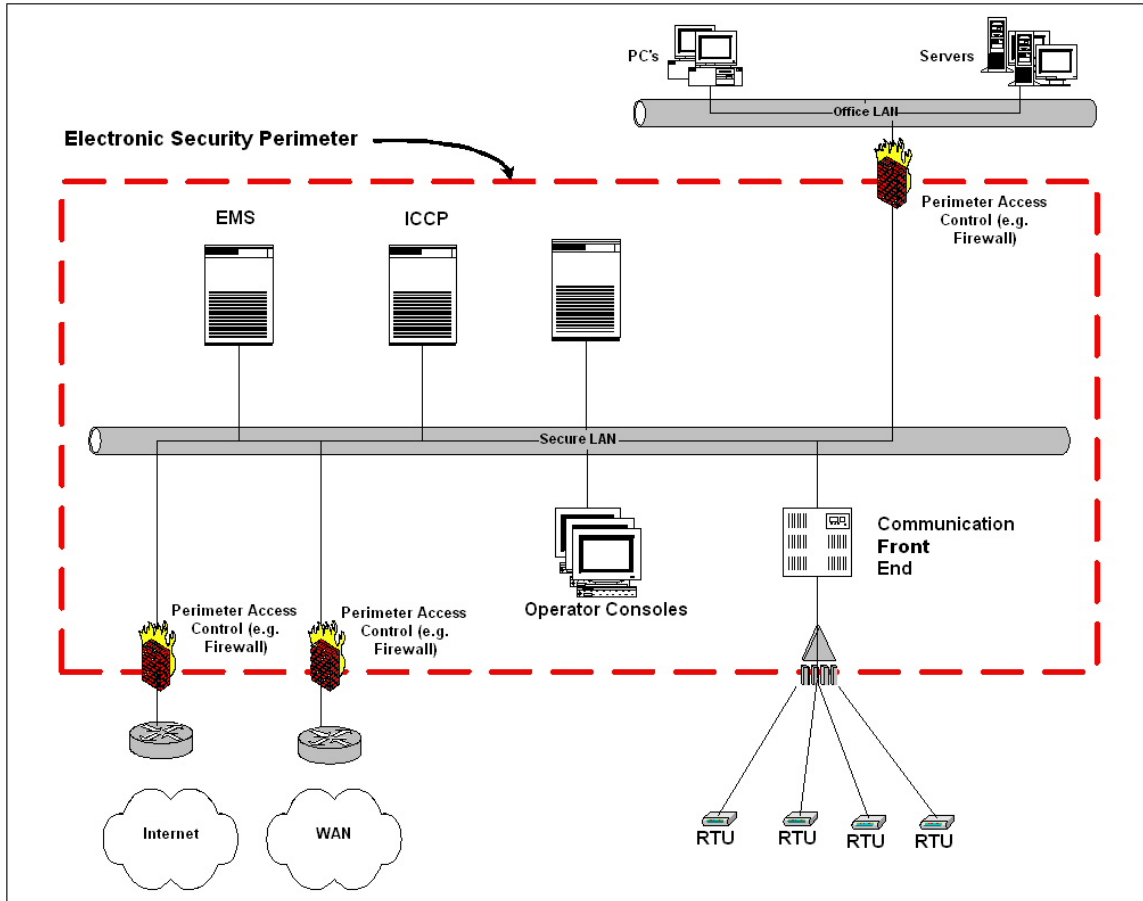 PC's
Servers
Office LAN
Electronic Security Perimeter
Perimeter Access
Control (e.g.
Firewall)
EMS
ICCP
Secure LAN
Communication
Front
End
Operator Consoles
Perimeter Access
Control (e.g.
Firewall)
Perimeter Access
Control (e.g.
Firewall)
Internet
WAN
RTU
RTU
RTU
RTU